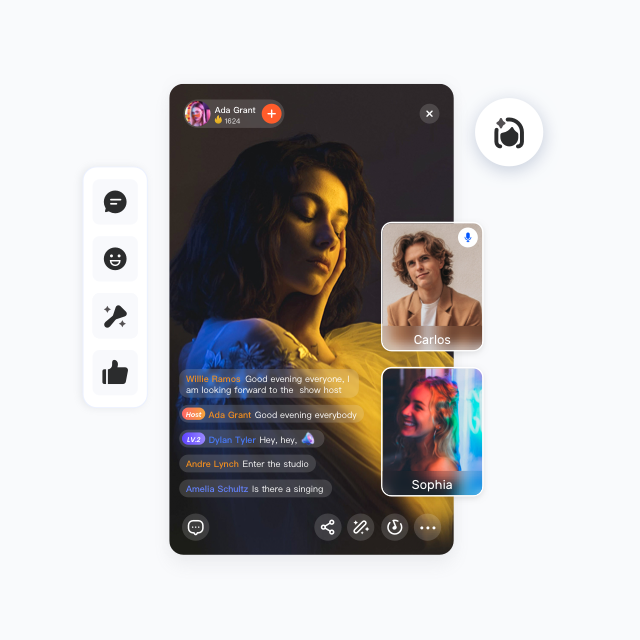 Ada Grant
1624
Carlos
Willie Ramos Good evening everyone, I
am looking forward to the show host
Host Ada Grant Good evening everybody
LV.2 Dylan Tyler Hey, hey,
Andre Lynch Enter the studio
Amelia Schultz Is there a singing
Sophia